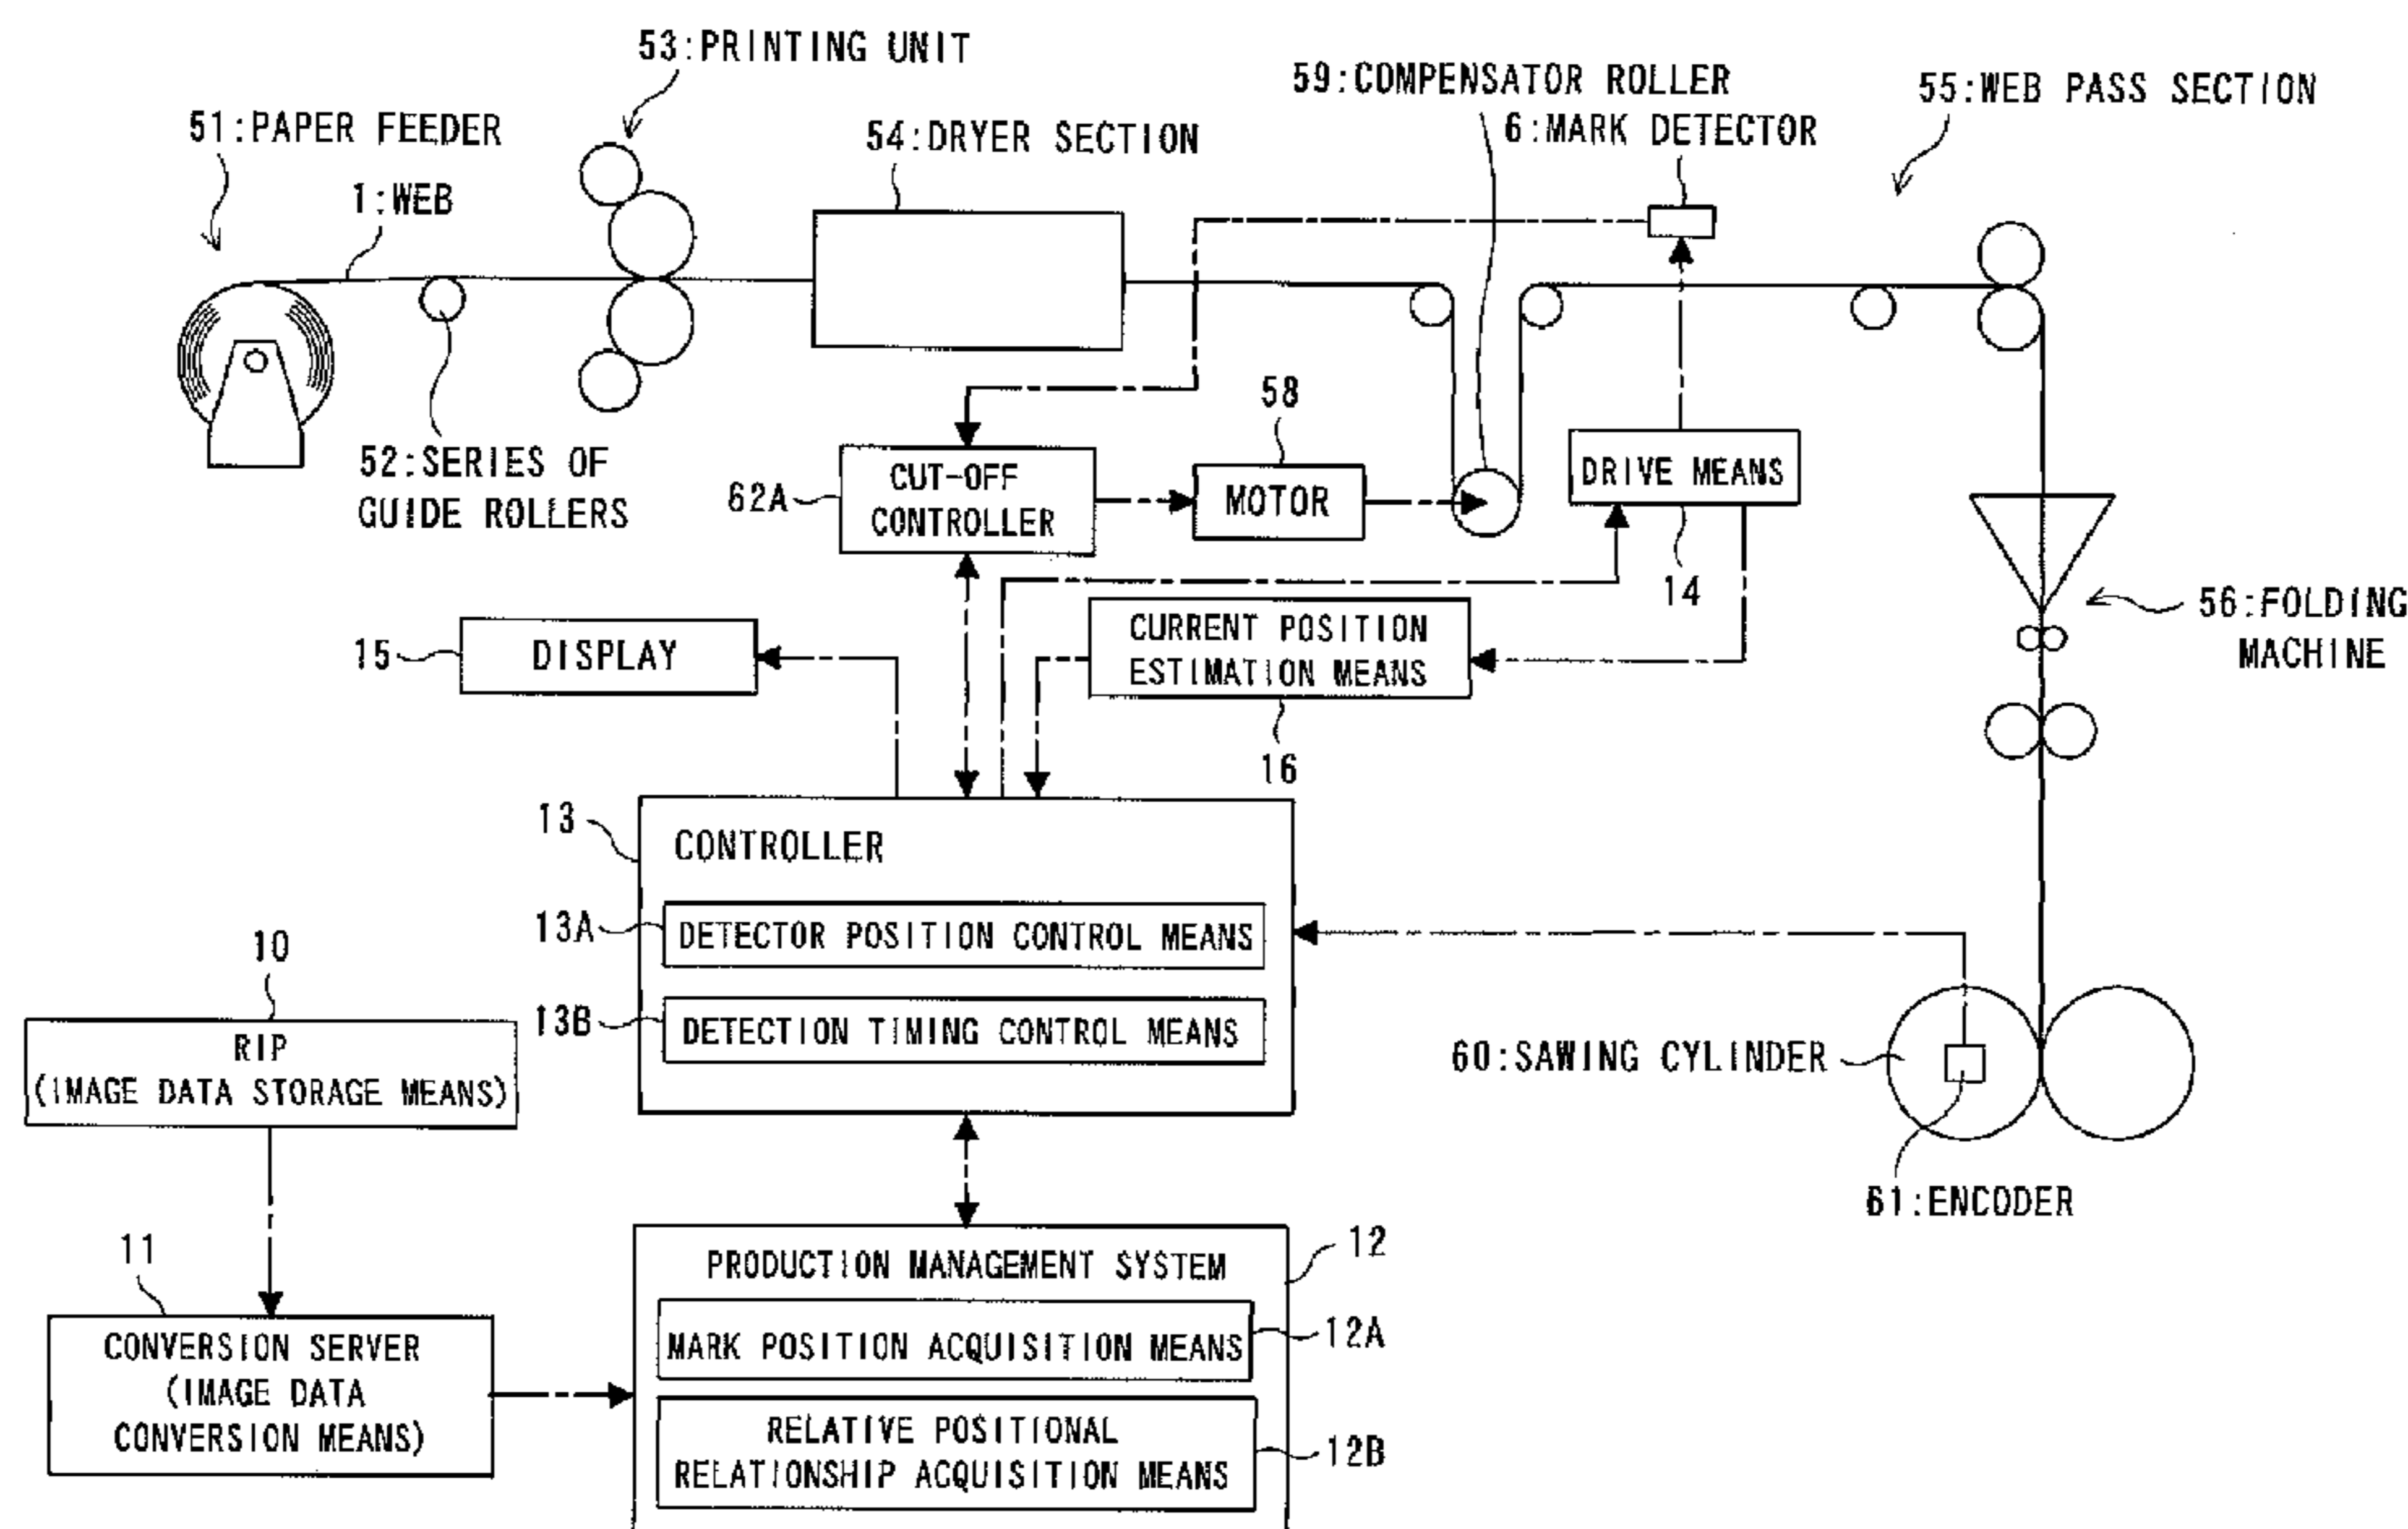 53:PRINTING UNIT
59:COMPENSATOR ROLLER
55:WEB PASS SECTION
51:PAPER FEEDER
54:DRYER SECTION
6:MARK DETECTOR
1:WEB
58
52:SERIES OF
GUIDE ROLLERS
62A
CUT-OFF
CONTROLLER
MOTOR
DRIVE MEANS
14
56:FOLDING
MACHINE
15
DISPLAY
CURRENT POSITION
ESTIMATION MEANS
16
13
CONTROLLER
13A
DETECTOR POSITION CONTROL MEANS
13B
DETECTION TIMING CONTROL MEANS
10
RIP
(IMAGE DATA STORAGE MEANS)
60:SAWING CYLINDER
61:ENCODER
11
CONVERSION SERVER
(IMAGE DATA
CONVERSION MEANS)
12
PRODUCTION MANAGEMENT SYSTEM
MARK POSITION ACQUISITION MEANS
12A
RELATIVE POSITIONAL
RELATIONSHIP ACQUISITION MEANS
12B